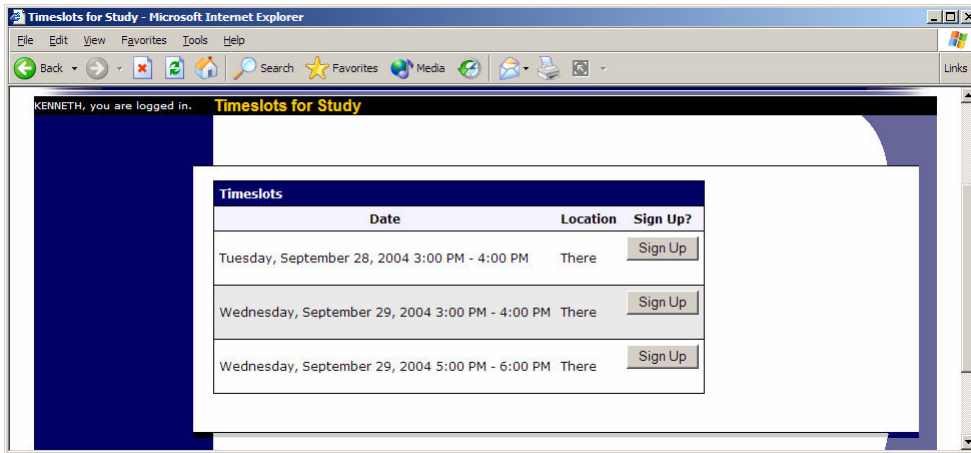 Timeslots for Study - Microsoft Internet Explorer
File Edit View Favorites Tools Help
Back Search Favorites Media Links
KENNETH, you are logged in. Timeslots for Study
Timeslots
Date Location Sign Up?
Tuesday, September 28, 2004 3:00 PM - 4:00 PM There Sign Up
Wednesday, September 29, 2004 3:00 PM - 4:00 PM There Sign Up
Wednesday, September 29, 2004 5:00 PM - 6:00 PM There Sign Up